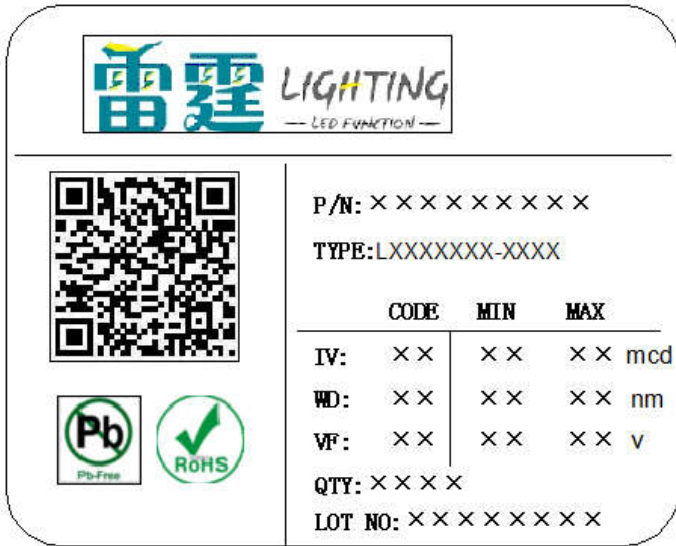 雷霆 LIGHTING
LED FUNCTION
P/N: ×××××××××
TYPE:LXXXXXXX-XXXX
CODE MIN MAX
IV: ×× ×× ×× mcd
WD: ×× ×× ×× nm
VF: ×× ×× ×× v
QTY: ××××
LOT NO: ××××××××
Pb
Pb-Free
RoHS